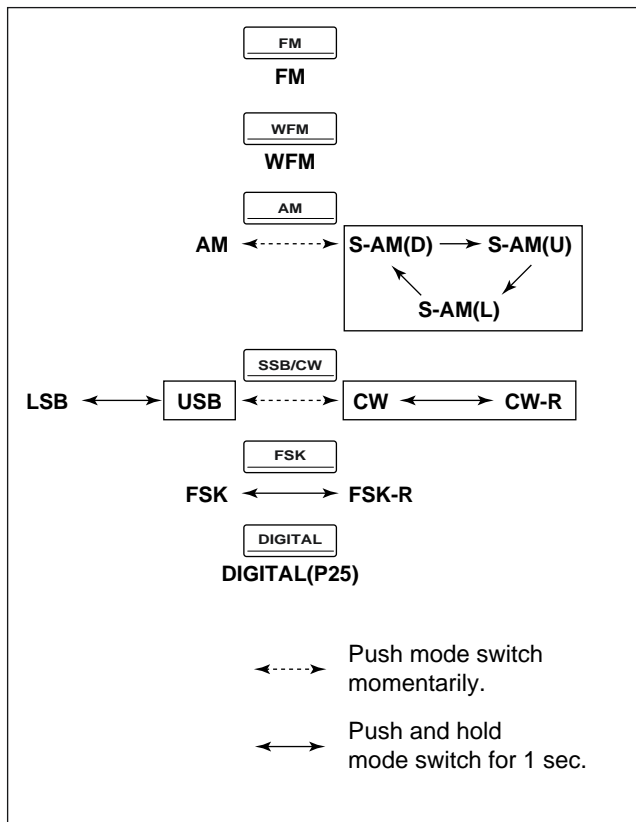 FM
FM
WFM
WFM
AM
AM S-AM(D) S-AM(U)
S-AM(L)
SSB/CW
LSB USB CW CW-R
FSK
FSK FSK-R
DIGITAL
DIGITAL(P25)
Push mode switch
momentarily.
Push and hold
mode switch for 1 sec.